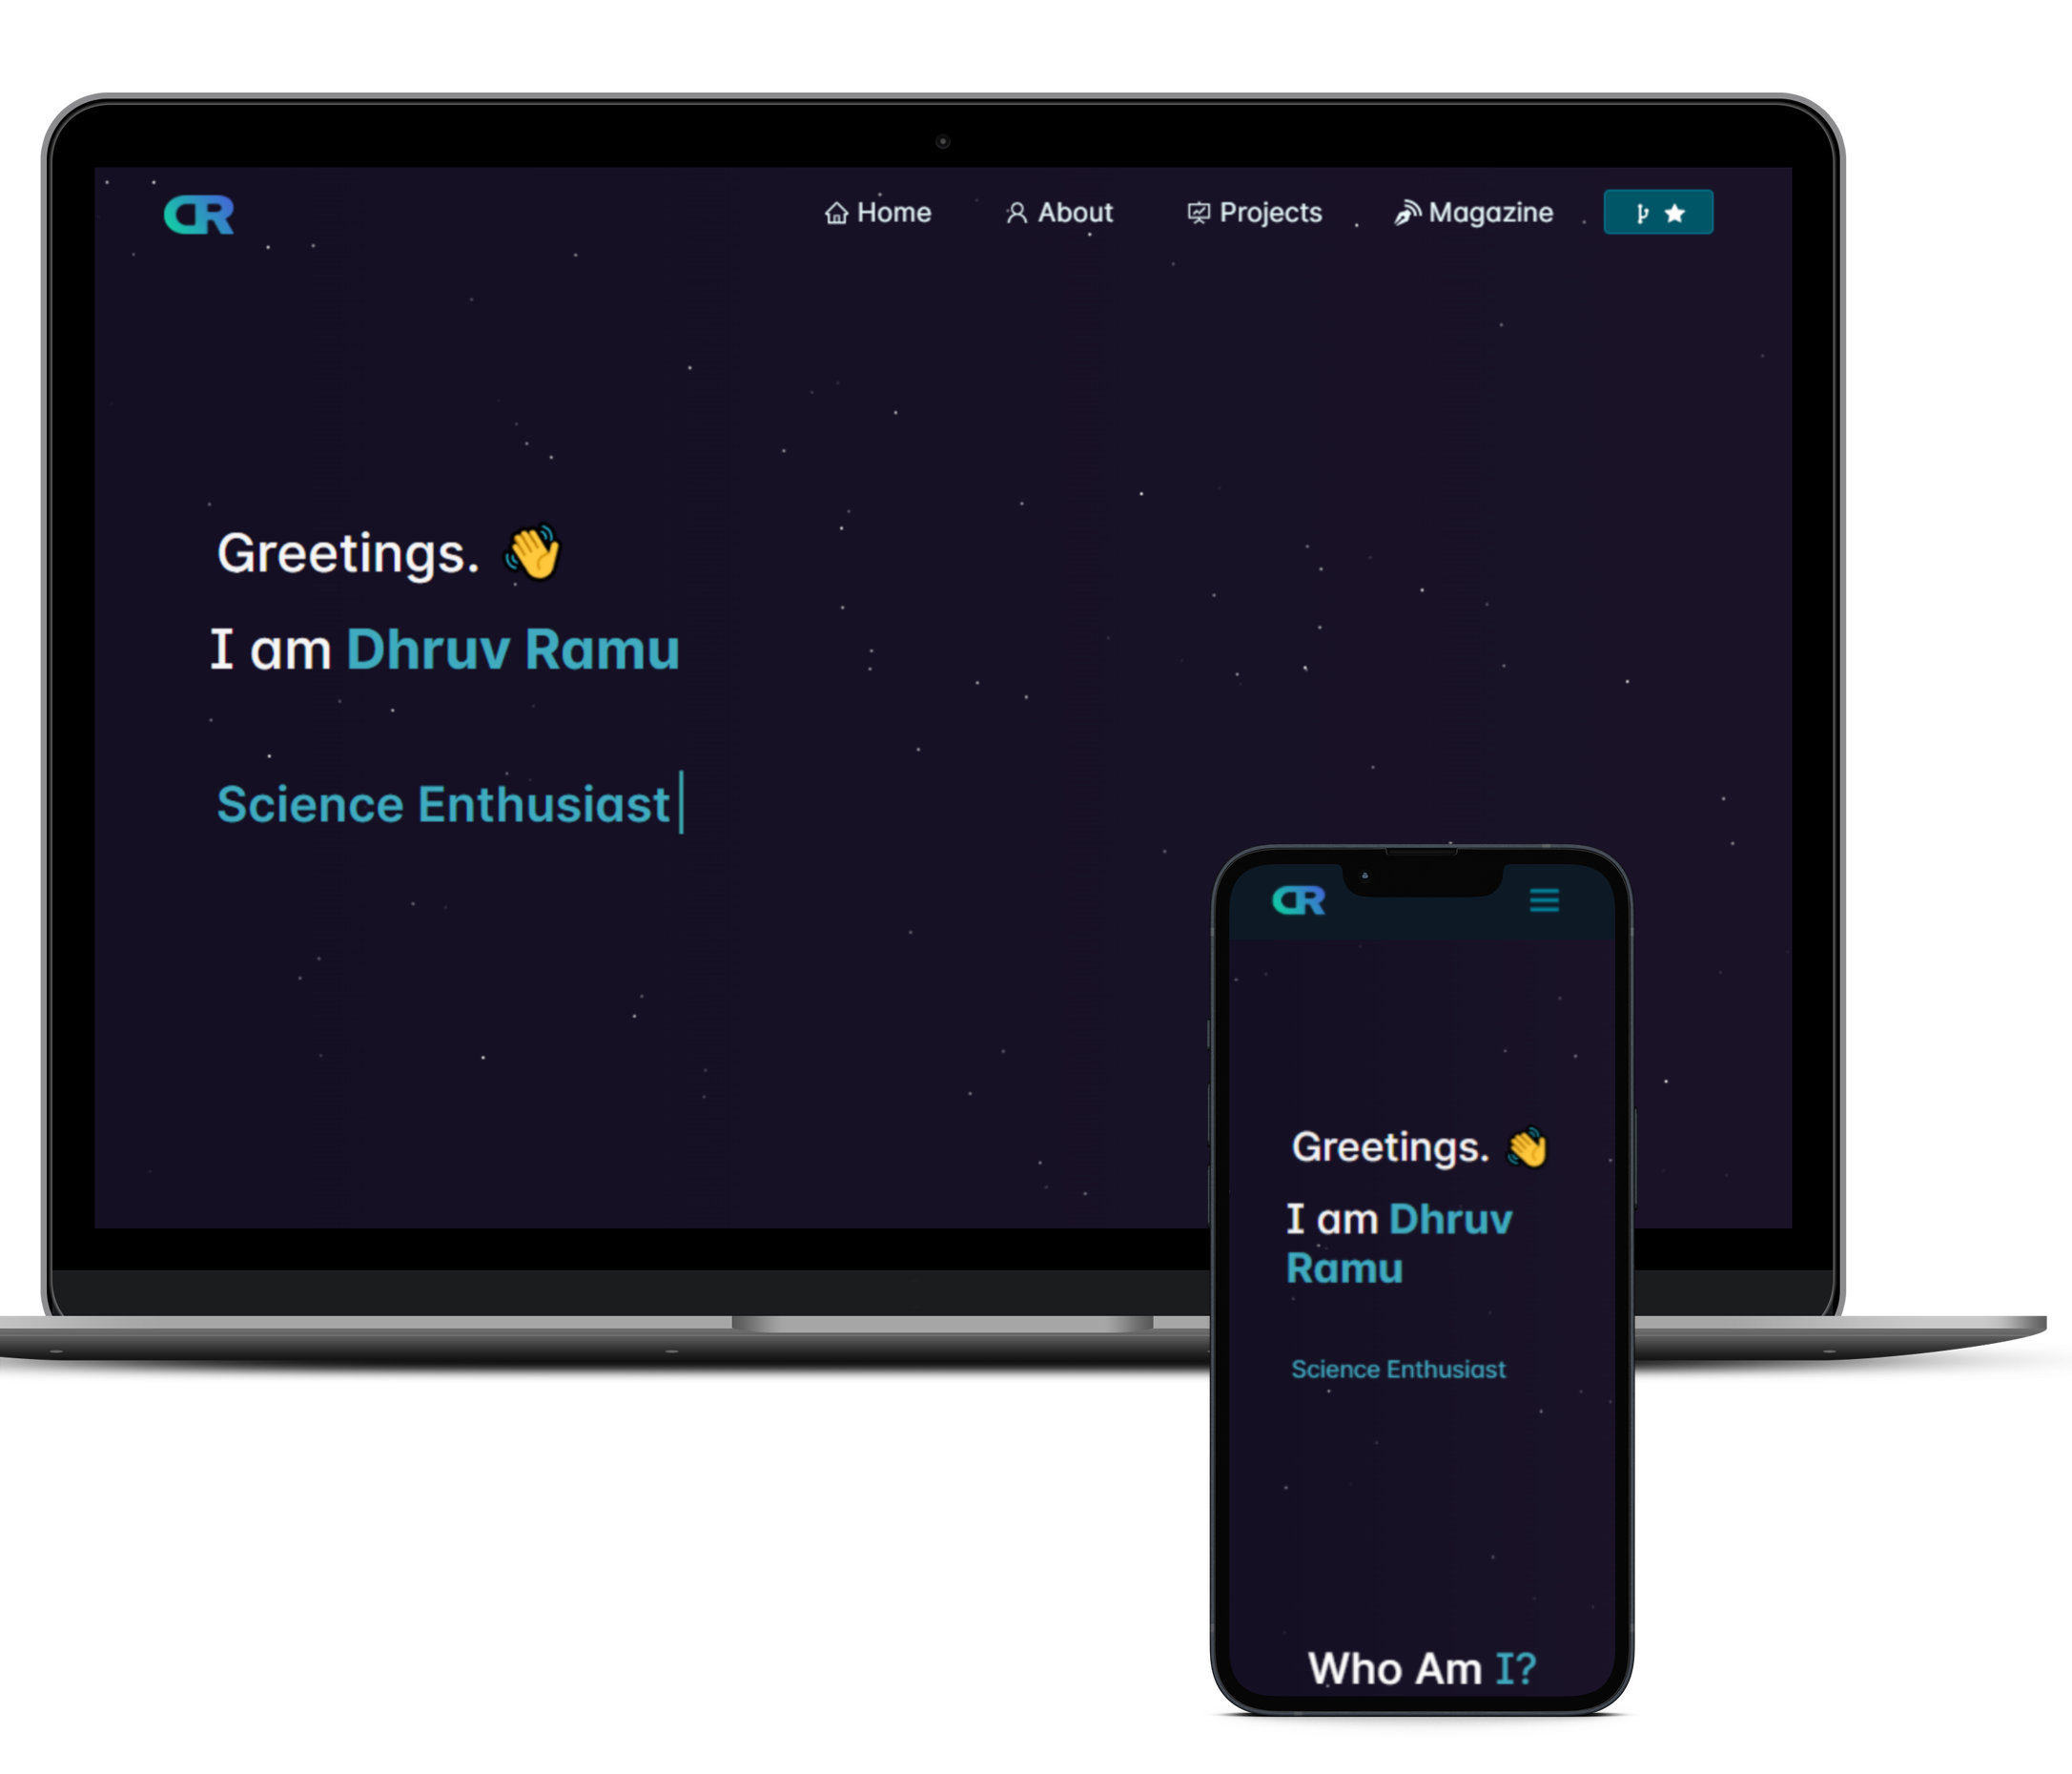 DR
Home About Projects Magazine
Greetings. 👋
I am Dhruv Ramu
Science Enthusiast
DR
Greetings. 👋
I am Dhruv
Ramu
Science Enthusiast
Who Am I?